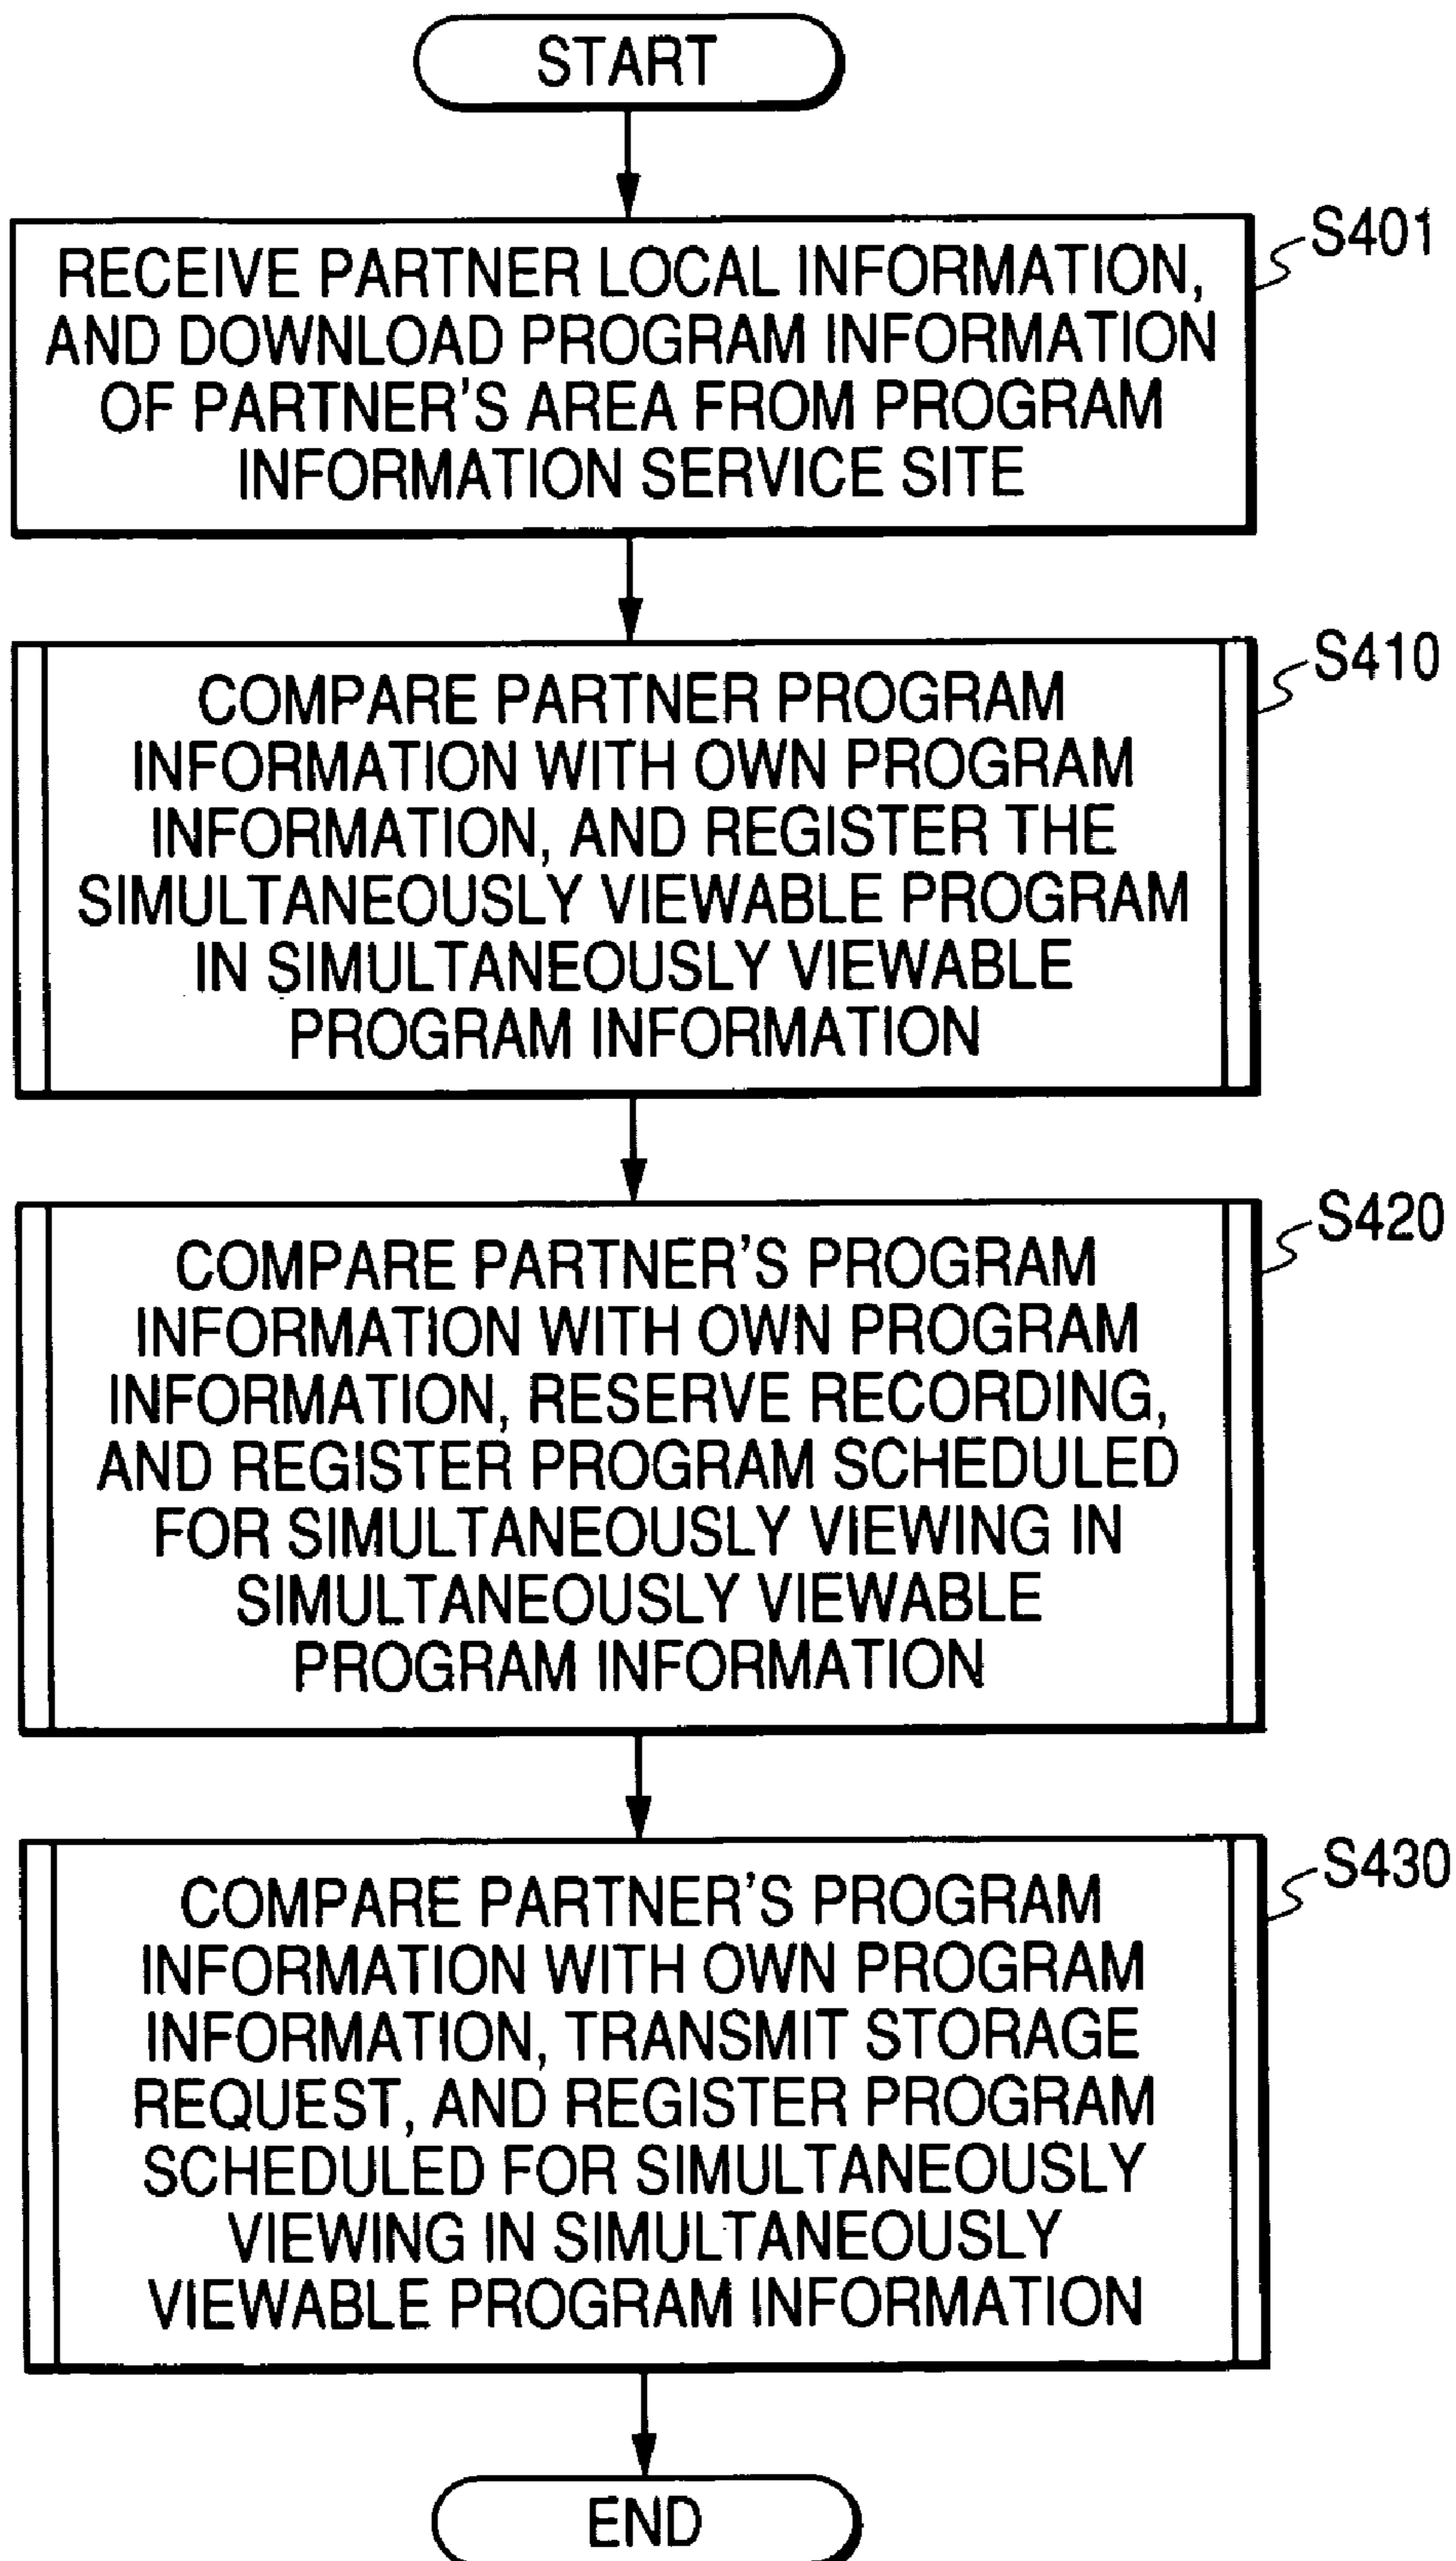 START
S401
RECEIVE PARTNER LOCAL INFORMATION,
AND DOWNLOAD PROGRAM INFORMATION
OF PARTNER'S AREA FROM PROGRAM
INFORMATION SERVICE SITE
S410
COMPARE PARTNER PROGRAM
INFORMATION WITH OWN PROGRAM
INFORMATION, AND REGISTER THE
SIMULTANEOUSLY VIEWABLE PROGRAM
IN SIMULTANEOUSLY VIEWABLE
PROGRAM INFORMATION
S420
COMPARE PARTNER'S PROGRAM
INFORMATION WITH OWN PROGRAM
INFORMATION, RESERVE RECORDING,
AND REGISTER PROGRAM SCHEDULED
FOR SIMULTANEOUSLY VIEWING IN
SIMULTANEOUSLY VIEWABLE
PROGRAM INFORMATION
S430
COMPARE PARTNER'S PROGRAM
INFORMATION WITH OWN PROGRAM
INFORMATION, TRANSMIT STORAGE
REQUEST, AND REGISTER PROGRAM
SCHEDULED FOR SIMULTANEOUSLY
VIEWING IN SIMULTANEOUSLY
VIEWABLE PROGRAM INFORMATION
END